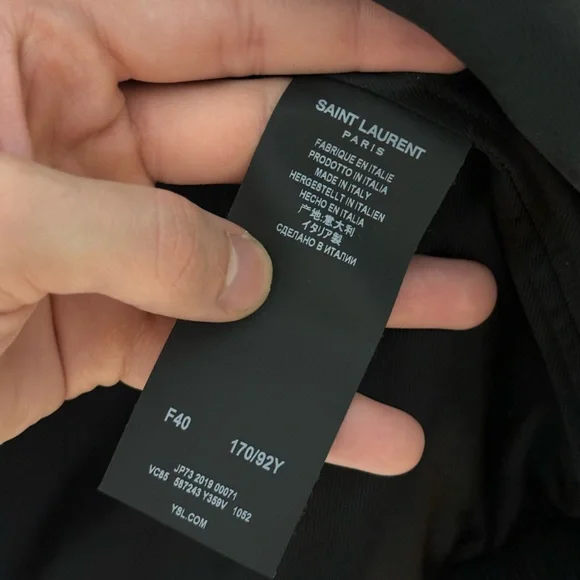 SAINT LAURENT
PARIS
FABRIQUE EN ITALIE
PRODOTTO IN ITALIA
MADE IN ITALY
HERGESTELLT IN ITALIEN
HECHO EN ITALIA
产地:意大利
イタリア製
СДЕЛАНО В ИТАЛИИ
F40 170/92Y
JP73 2019 00071
VC85 587243 Y359V 1052
YSL.COM